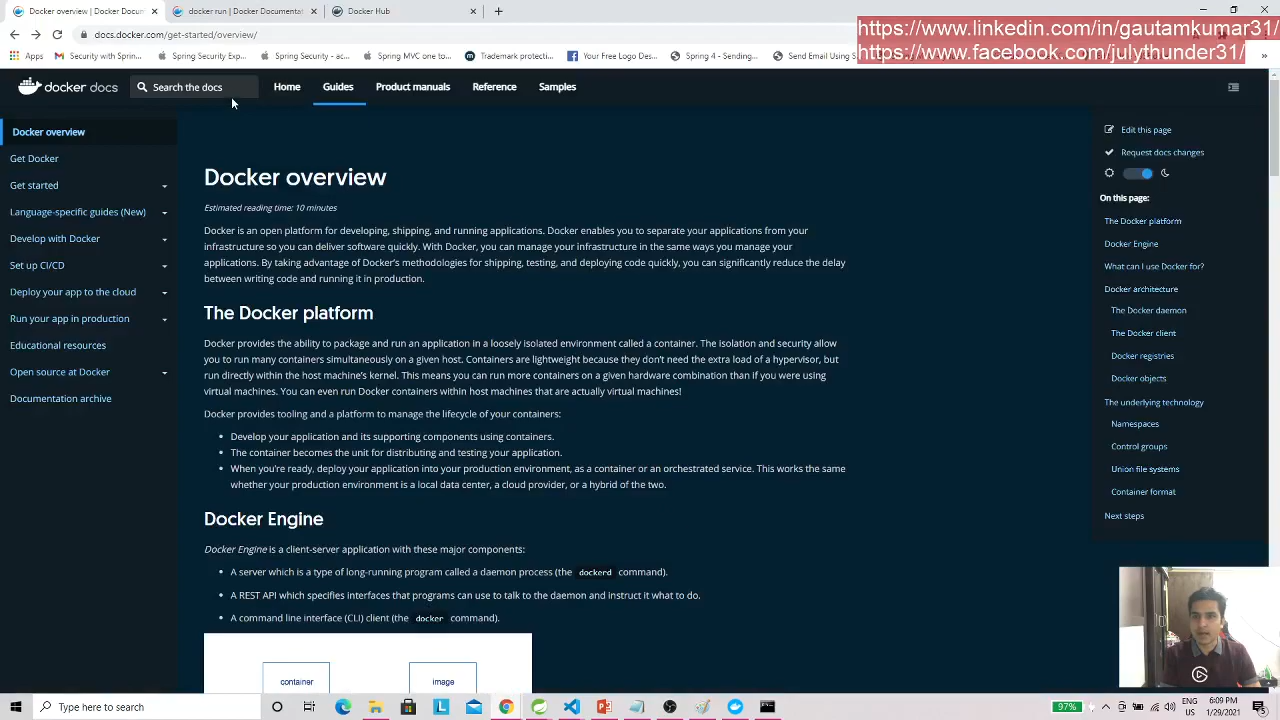 Docker overview | Docker Docum
docker run | Docker Documentat
Docker Hub
docs.docker.com/get-started/overview/
https://www.linkedin.com/in/gautamkumar31/
https://www.facebook.com/julythunder31/
Apps
Security with Spring
Spring Security Exp...
Spring Security - as...
Spring MVC one to...
Trademark protectio...
Your Free Logo Des...
Spring 4 - Sending...
Send Email Using S
docker docs
Search the docs
Home
Guides
Product manuals
Reference
Samples
Docker overview
Get Docker
Get started
Language-specific guides (New)
Develop with Docker
Set up CI/CD
Deploy your app to the cloud
Run your app in production
Educational resources
Open source at Docker
Documentation archive
Docker overview
Estimated reading time: 10 minutes
Docker is an open platform for developing, shipping, and running applications. Docker enables you to separate your applications from your
infrastructure so you can deliver software quickly. With Docker, you can manage your infrastructure in the same ways you manage your
applications. By taking advantage of Docker's methodologies for shipping, testing, and deploying code quickly, you can significantly reduce the delay
between writing code and running it in production.
The Docker platform
Docker provides the ability to package and run an application in a loosely isolated environment called a container. The isolation and security allow
you to run many containers simultaneously on a given host. Containers are lightweight because they don't need the extra load of a hypervisor, but
run directly within the host machine's kernel. This means you can run more containers on a given hardware combination than if you were using
virtual machines. You can even run Docker containers within host machines that are actually virtual machines!
Docker provides tooling and a platform to manage the lifecycle of your containers:
• Develop your application and its supporting components using containers.
• The container becomes the unit for distributing and testing your application.
• When you're ready, deploy your application into your production environment, as a container or an orchestrated service. This works the same
whether your production environment is a local data center, a cloud provider, or a hybrid of the two.
Docker Engine
Docker Engine is a client-server application with these major components:
• A server which is a type of long-running program called a daemon process (the dockerd command).
• A REST API which specifies interfaces that programs can use to talk to the daemon and instruct it what to do.
• A command line interface (CLI) client (the docker command).
container
image
Edit this page
Request docs changes
On this page:
The Docker platform
Docker Engine
What can I use Docker for?
Docker architecture
The Docker daemon
The Docker client
Docker registries
Docker objects
The underlying technology
Namespaces
Control groups
Union file systems
Container format
Next steps
Type here to search
97%
ENG
US
6:09 PM
1/29/2021